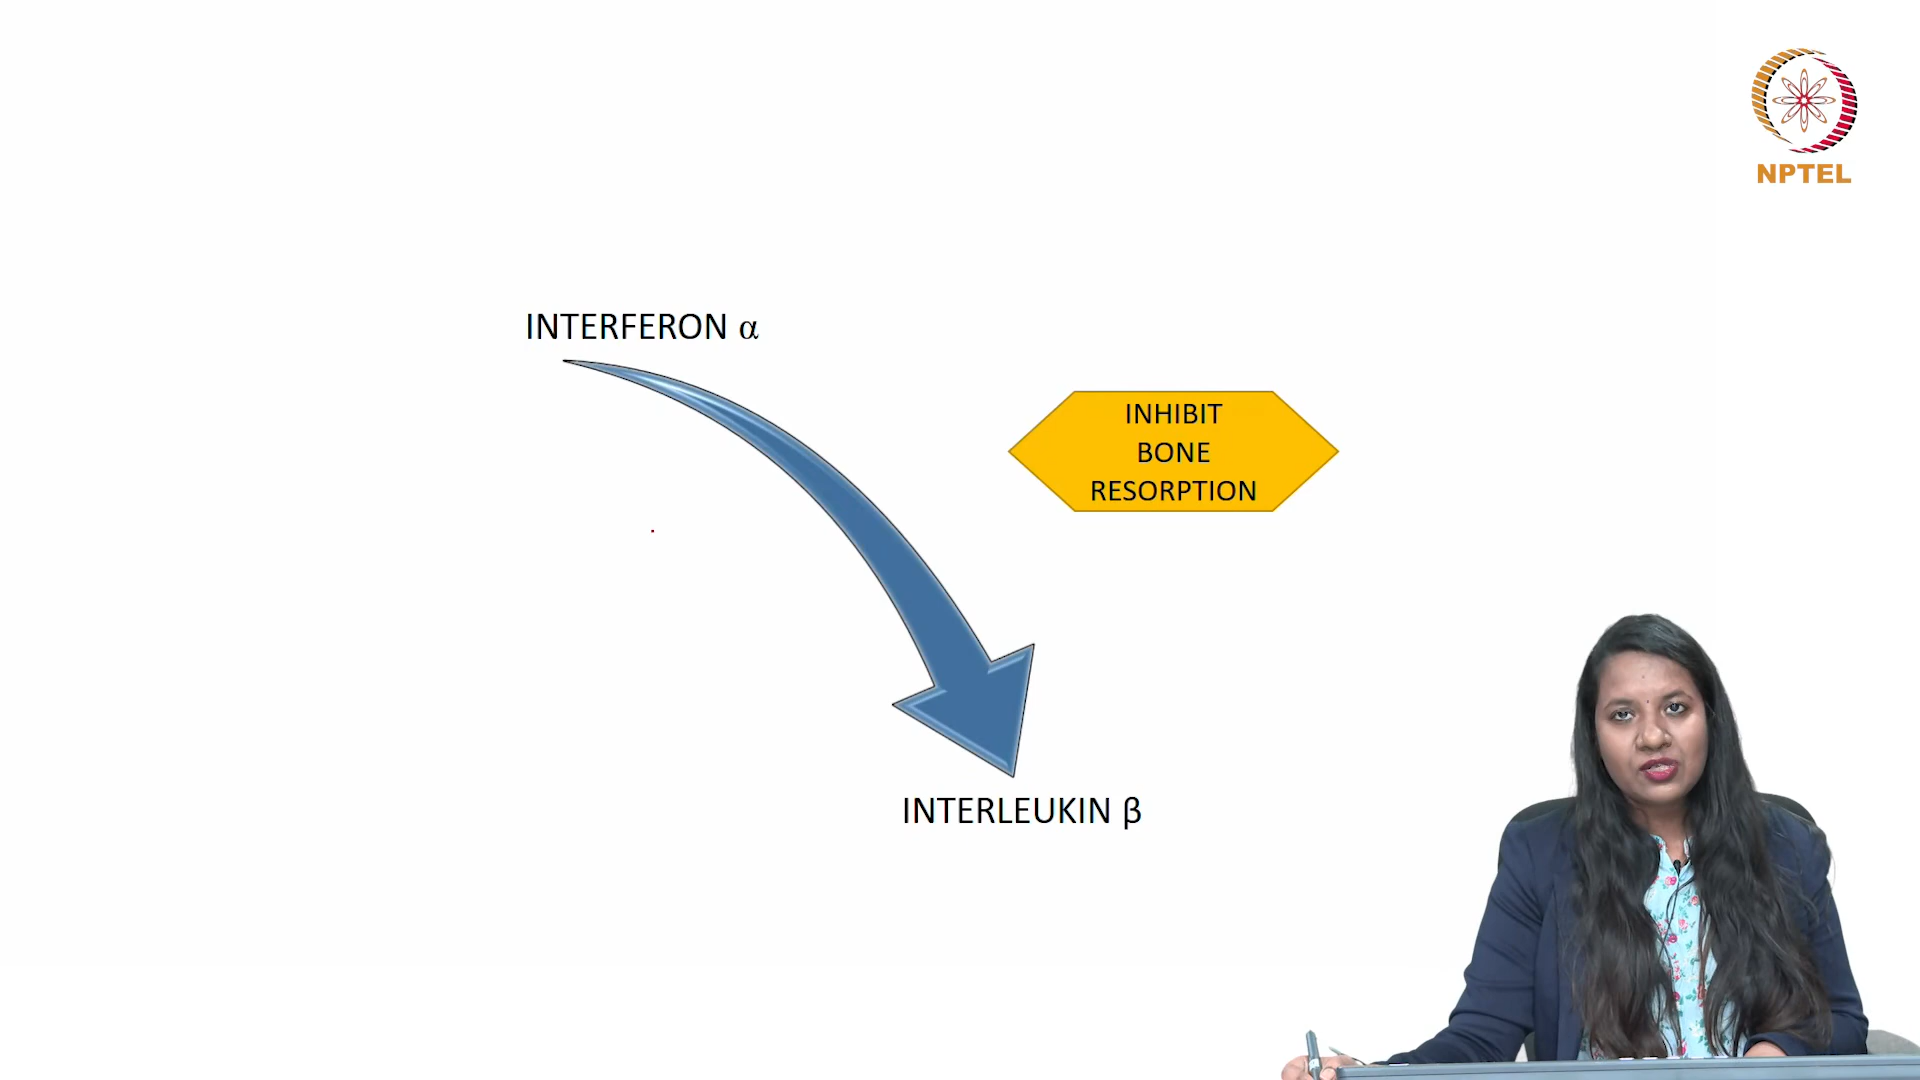 NPTEL
INTERFERON α
INHIBIT
BONE
RESORPTION
INTERLEUKIN β